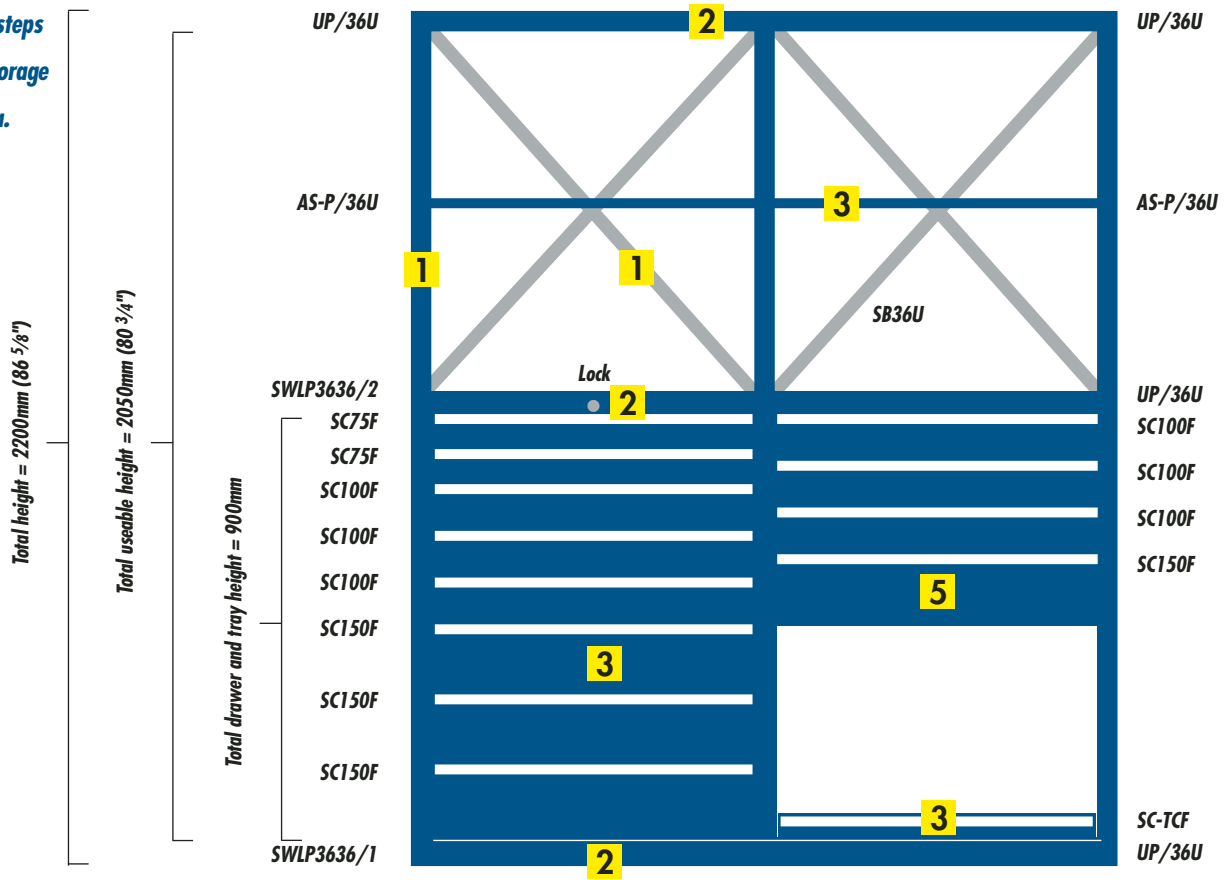 steps
orage
a.
UP/36U
2
UP/36U
AS-P/36U
3
AS-P/36U
1
1
SB36U
Total height = 2200mm (86 5/8")
Total useable height = 2050mm (80 3/4")
Total drawer and tray height = 900mm
SWLP3636/2
Lock
2
UP/36U
SC75F
SC100F
SC75F
SC100F
SC100F
SC100F
SC100F
SC150F
SC100F
5
SC150F
3
SC150F
SC150F
3
SC-TCF
SWLP3636/1
2
UP/36U